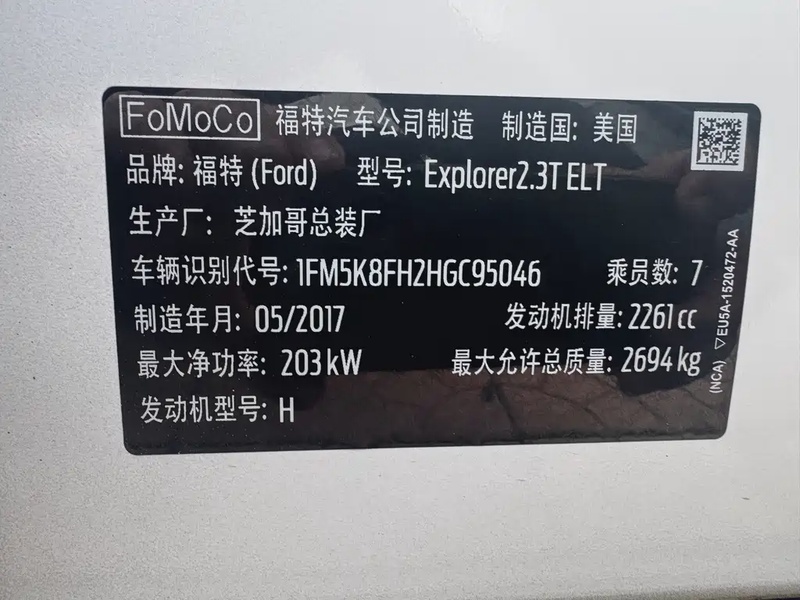 FoMoCo 福特汽车公司制造 制造国: 美国
品牌: 福特 (Ford) 型号: Explorer2.3T ELT
生产厂: 芝加哥总装厂
车辆识别代号: 1FM5K8FH2HGC95046 乘员数: 7
制造年月: 05/2017 发动机排量: 2261 cc
最大净功率: 203 kW 最大允许总质量: 2694 kg
发动机型号: H
(NCA) ▽EU5A-1520472-AA